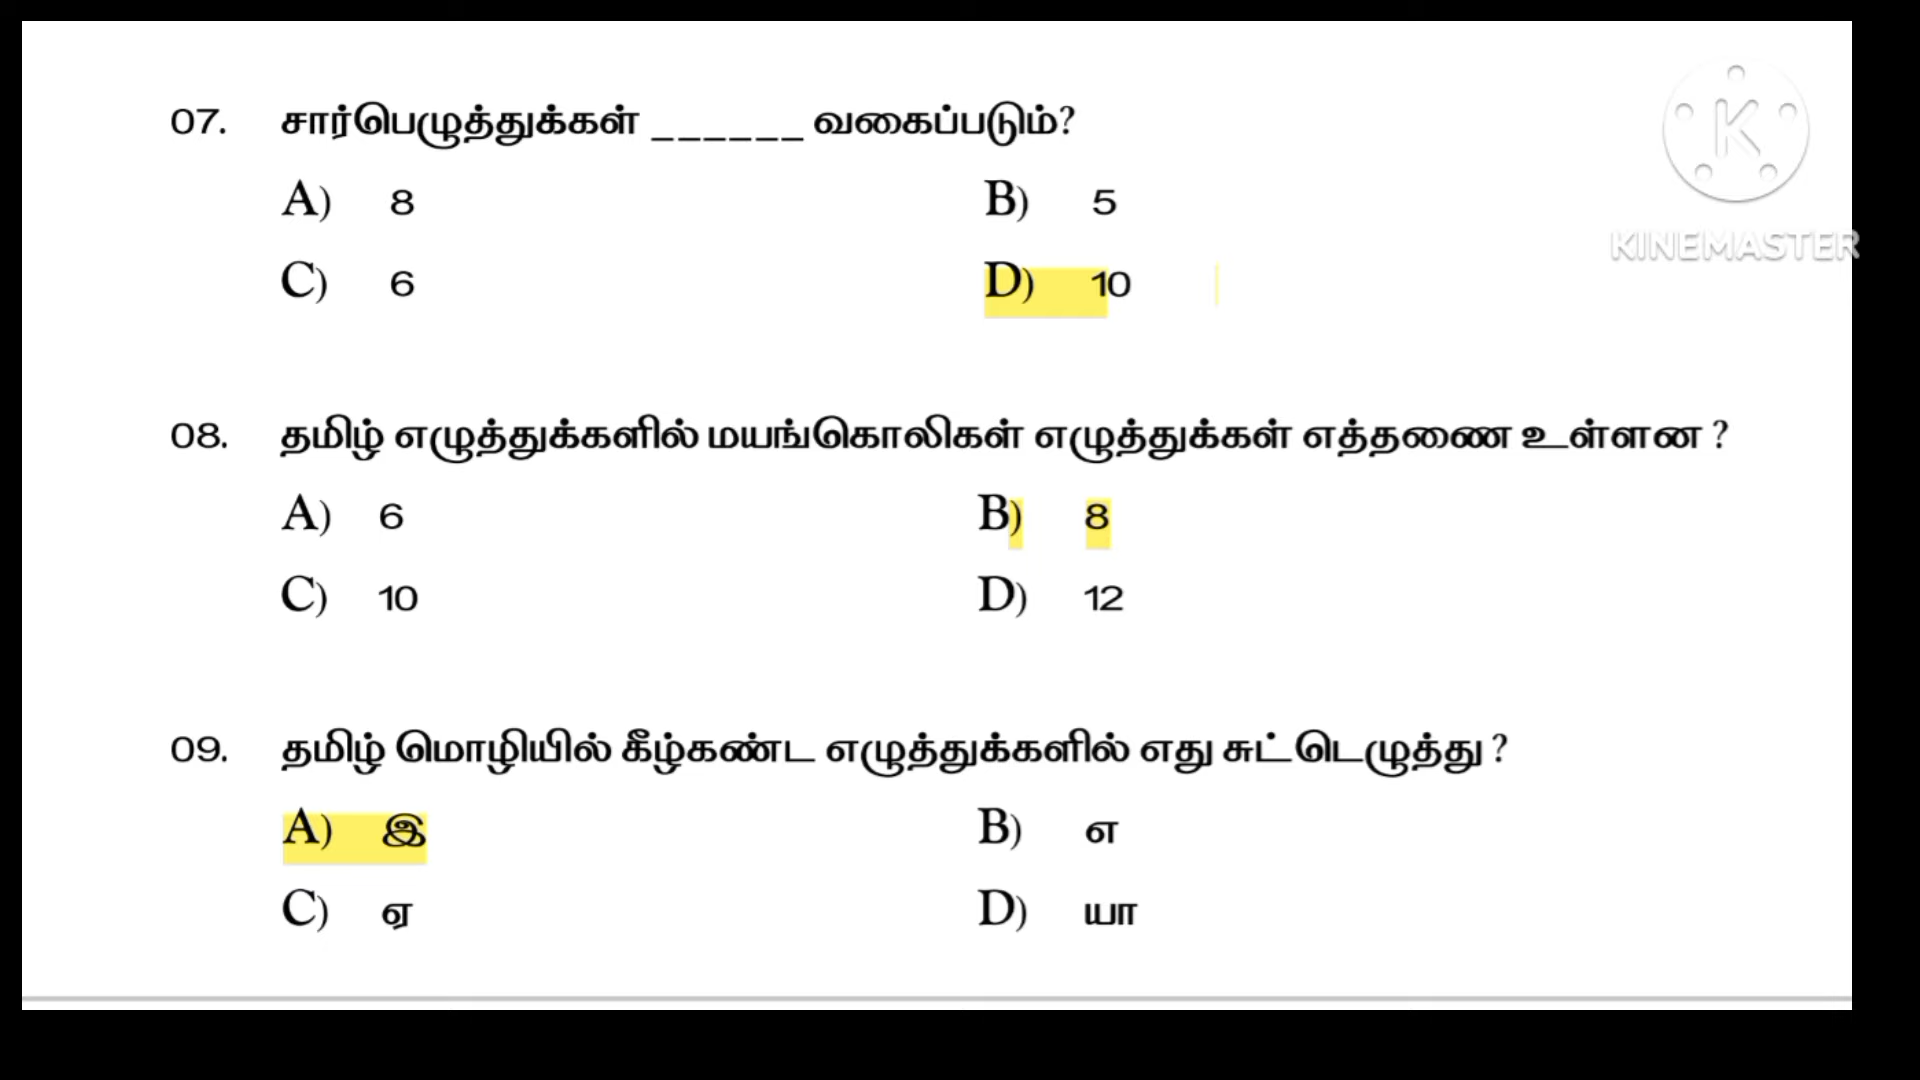 07. சார்பெழுத்துக்கள் ______ வகைப்படும்?
A) 8 B) 5
C) 6 D) 10
K
KINEMASTER
08. தமிழ் எழுத்துக்களில் மயங்கொலிகள் எழுத்துக்கள் எத்தணை உள்ளன ?
A) 6 B) 8
C) 10 D) 12
09. தமிழ் மொழியில் கீழ்கண்ட எழுத்துக்களில் எது சுட்டெழுத்து ?
A) இ B) எ
C) ஏ D) யா